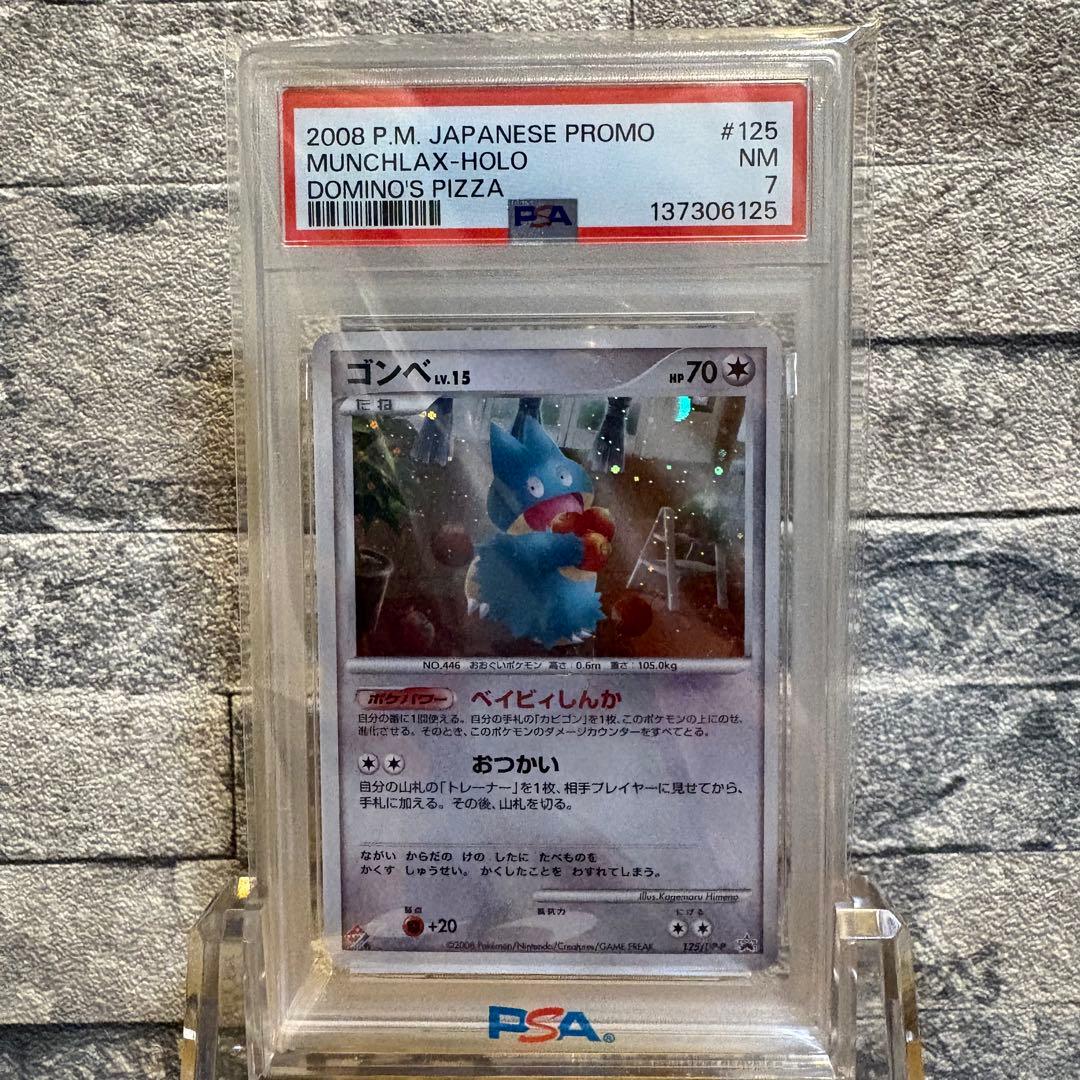 2008 P.M. JAPANESE PROMO #125
MUNCHLAX-HOLO NM
DOMINO'S PIZZA 7
PSA 137306125
ゴンベ LV.15 HP 70
たね
NO.446 おおぐいポケモン 高さ:0.6m 重さ:105.0kg
ポケパワー ベイビィしんか
自分の番に1回使える。自分の手札の「カビゴン」を1枚、このポケモンの上にのせ、
進化させる。そのとき、このポケモンのダメージカウンターをすべてとる。
おつかい
自分の山札の「トレーナー」を1枚、相手プレイヤーに見せてから、
手札に加える。その後、山札を切る。
ながい からだの けの したに たべものを
かくす しゅうせい。かくしたことを わすれてしまう。
Illus.Kagemaru Himeno
弱点 抵抗力 にげる
+20
©2008 Pokémon/Nintendo/Creatures/GAME FREAK 125/DP-P
PSA®